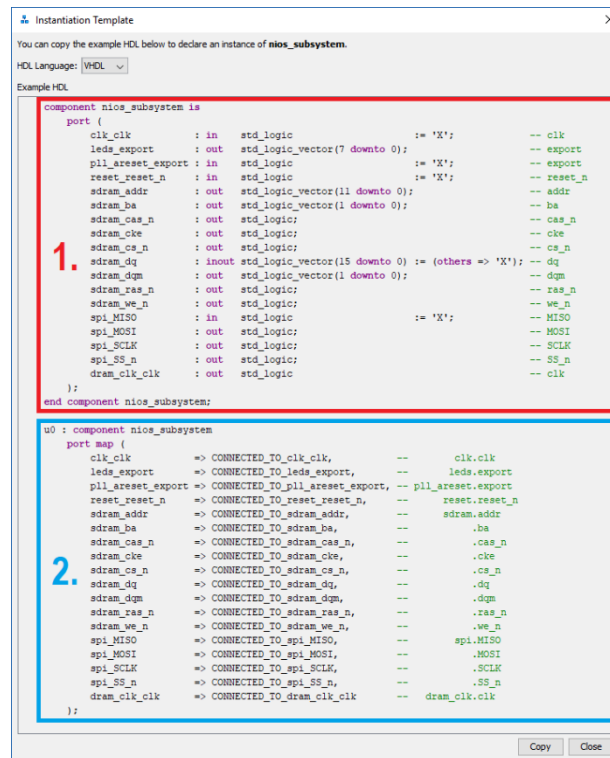 Instantiation Template
You can copy the example HDL below to declare an instance of nios_subsystem.
HDL Language: VHDL
Example HDL
component nios_subsystem is
port (
clk_clk : in std_logic := 'X'; -- clk
leds_export : out std_logic_vector(7 downto 0); -- export
pll_areset_export : in std_logic := 'X'; -- export
reset_reset_n : in std_logic := 'X'; -- reset_n
sdram_addr : out std_logic_vector(11 downto 0); -- addr
sdram_ba : out std_logic_vector(1 downto 0); -- ba
sdram_cas_n : out std_logic; -- cas_n
sdram_cke : out std_logic; -- cke
sdram_cs_n : out std_logic; -- cs_n
1. sdram_dq : inout std_logic_vector(15 downto 0) := (others => 'X'); -- dq
sdram_dqm : out std_logic_vector(1 downto 0); -- dqm
sdram_ras_n : out std_logic; -- ras_n
sdram_we_n : out std_logic; -- we_n
spi_MISO : in std_logic := 'X'; -- MISO
spi_MOSI : out std_logic; -- MOSI
spi_SCLK : out std_logic; -- SCLK
spi_SS_n : out std_logic; -- SS_n
dram_clk_clk : out std_logic -- clk
);
end component nios_subsystem;
u0 : component nios_subsystem
port map (
clk_clk => CONNECTED_TO_clk_clk, -- clk.clk
leds_export => CONNECTED_TO_leds_export, -- leds.export
pll_areset_export => CONNECTED_TO_pll_areset_export, -- pll_areset.export
reset_reset_n => CONNECTED_TO_reset_reset_n, -- reset.reset_n
sdram_addr => CONNECTED_TO_sdram_addr, -- sdram.addr
sdram_ba => CONNECTED_TO_sdram_ba, -- .ba
sdram_cas_n => CONNECTED_TO_sdram_cas_n, -- .cas_n
sdram_cke => CONNECTED_TO_sdram_cke, -- .cke
sdram_cs_n => CONNECTED_TO_sdram_cs_n, -- .cs_n
2. sdram_dq => CONNECTED_TO_sdram_dq, -- .dq
sdram_dqm => CONNECTED_TO_sdram_dqm, -- .dqm
sdram_ras_n => CONNECTED_TO_sdram_ras_n, -- .ras_n
sdram_we_n => CONNECTED_TO_sdram_we_n, -- .we_n
spi_MISO => CONNECTED_TO_spi_MISO, -- spi.MISO
spi_MOSI => CONNECTED_TO_spi_MOSI, -- .MOSI
spi_SCLK => CONNECTED_TO_spi_SCLK, -- .SCLK
spi_SS_n => CONNECTED_TO_spi_SS_n, -- .SS_n
dram_clk_clk => CONNECTED_TO_dram_clk_clk -- dram_clk.clk
);
Copy Close